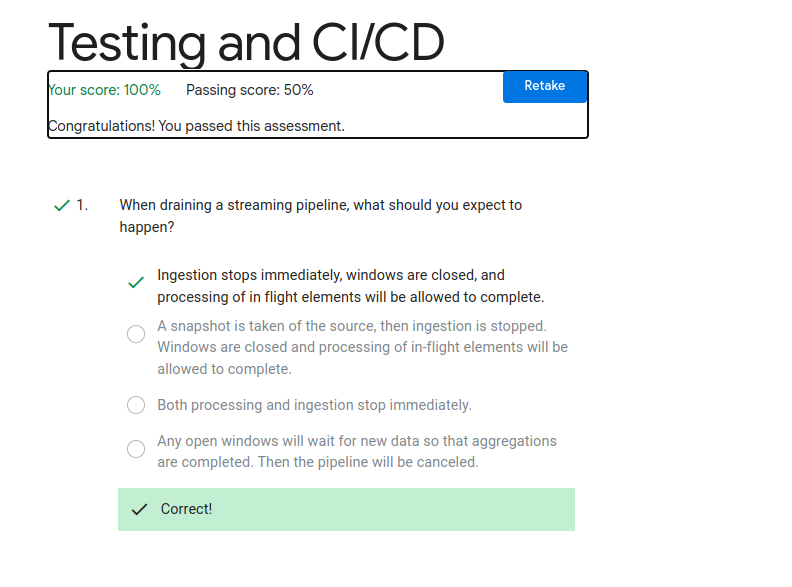 Testing and CI/CD
Your score: 100% Passing score: 50% Retake
Congratulations! You passed this assessment.
1. When draining a streaming pipeline, what should you expect to
happen?
Ingestion stops immediately, windows are closed, and
processing of in flight elements will be allowed to complete.
A snapshot is taken of the source, then ingestion is stopped.
Windows are closed and processing of in-flight elements will be
allowed to complete.
Both processing and ingestion stop immediately.
Any open windows will wait for new data so that aggregations
are completed. Then the pipeline will be canceled.
Correct!